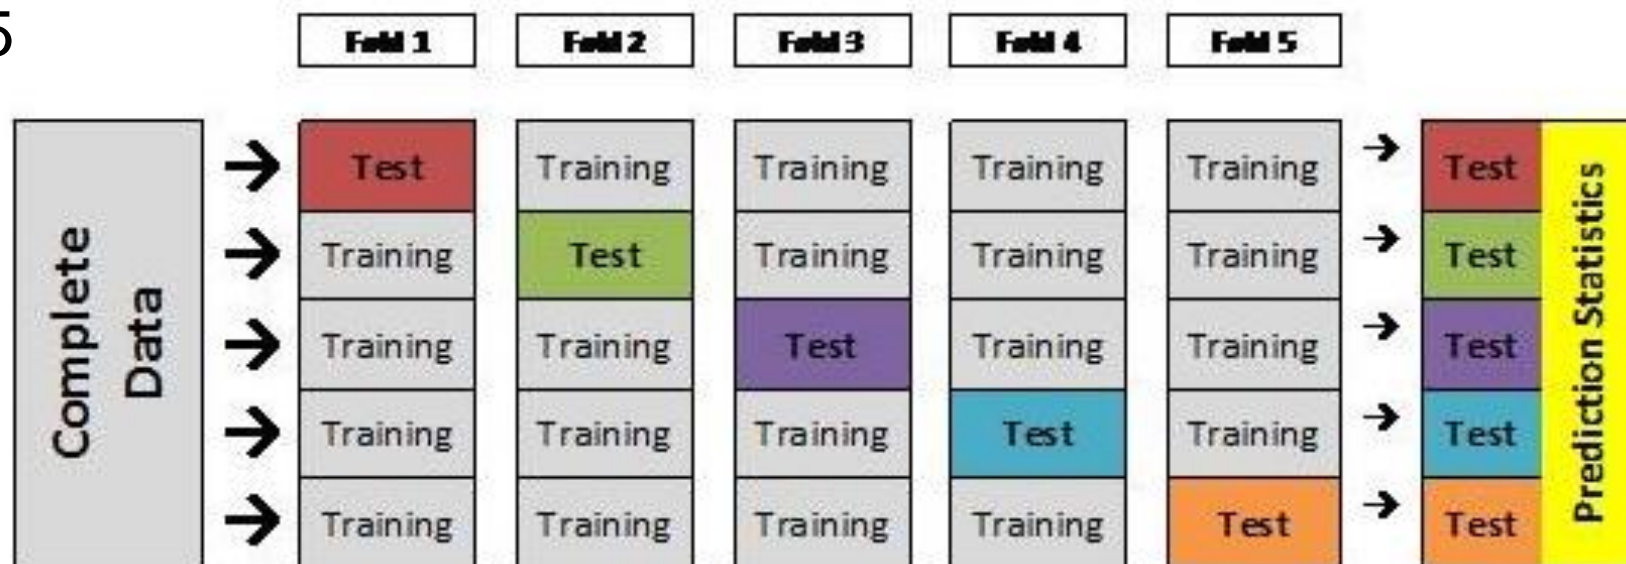 5
Fold 1 Fold 2 Fold 3 Fold 4 Fold 5
Complete
Data
Test Training Training Training Training Test
Training Test Training Training Training Test
Training Training Test Training Training Test
Training Training Training Test Training Test
Training Training Training Training Test Test
Prediction Statistics